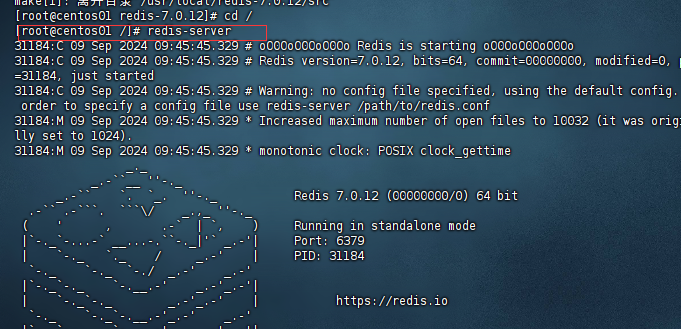 make[1]: 离开目录"/usr/local/redis-7.0.12/src"
[root@centos01 redis-7.0.12]# cd /
[root@centos01 /]# redis-server
31184:C 09 Sep 2024 09:45:45.329 # oO0OoO0OoO0Oo Redis is starting oO0OoO0OoO0Oo
31184:C 09 Sep 2024 09:45:45.329 # Redis version=7.0.12, bits=64, commit=00000000, modified=0, p
=31184, just started
31184:C 09 Sep 2024 09:45:45.329 # Warning: no config file specified, using the default config.
order to specify a config file use redis-server /path/to/redis.conf
31184:M 09 Sep 2024 09:45:45.329 * Increased maximum number of open files to 10032 (it was origi
lly set to 1024).
31184:M 09 Sep 2024 09:45:45.329 * monotonic clock: POSIX clock_gettime
Redis 7.0.12 (00000000/0) 64 bit
Running in standalone mode
Port: 6379
PID: 31184
https://redis.io